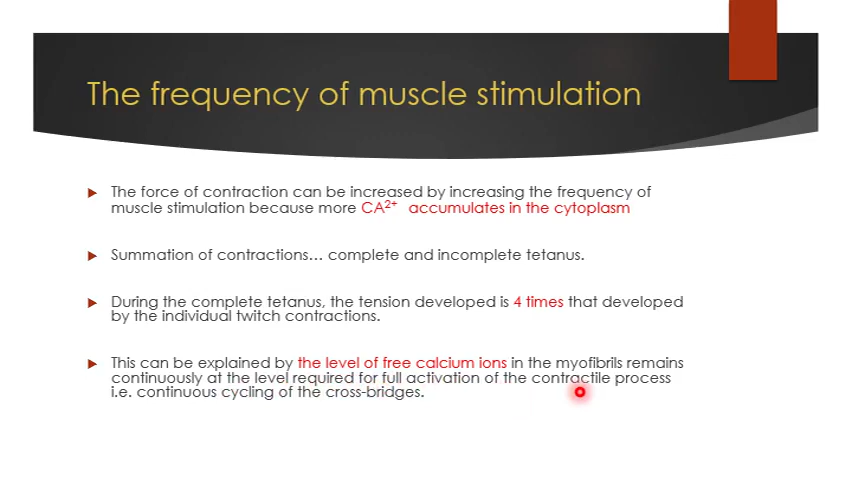 The frequency of muscle stimulation
The force of contraction can be increased by increasing the frequency of
muscle stimulation because more CA²⁺ accumulates in the cytoplasm
Summation of contractions… complete and incomplete tetanus.
During the complete tetanus, the tension developed is 4 times that developed
by the individual twitch contractions.
This can be explained by the level of free calcium ions in the myofibrils remains
continuously at the level required for full activation of the contractile process
i.e. continuous cycling of the cross-bridges.